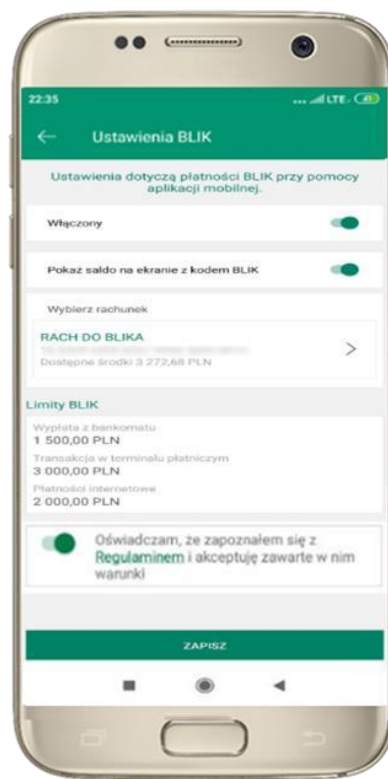 22:35 ... LTE
Ustawienia BLIK
Ustawienia dotyczą płatności BLIK przy pomocy
aplikacji mobilnej.
Włączony
Pokaż saldo na ekranie z kodem BLIK
Wybierz rachunek
RACH DO BLIKA
Dostępne środki 3 272,68 PLN
Limity BLIK
Wypłata z bankomatu
1 500,00 PLN
Transakcja w terminalu płatniczym
3 000,00 PLN
Płatności internetowe
2 000,00 PLN
Oświadczam, że zapoznałem się z
Regulaminem i akceptuję zawarte w nim
warunki
ZAPISZ